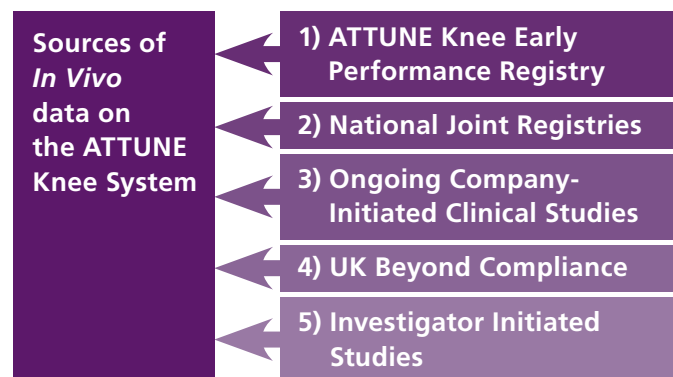 Sources of
In Vivo
data on
the ATTUNE
Knee System
1) ATTUNE Knee Early
Performance Registry
2) National Joint Registries
3) Ongoing Company-
Initiated Clinical Studies
4) UK Beyond Compliance
5) Investigator Initiated
Studies